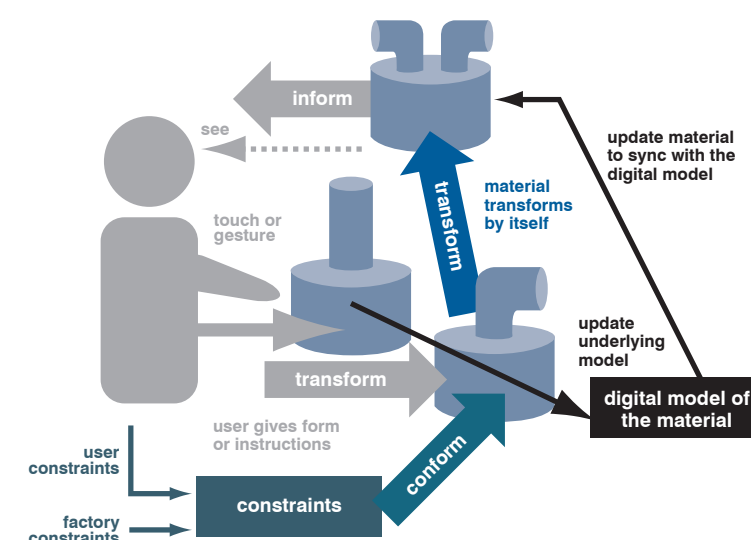 inform
see
update material
to sync with the
digital model
transform
material
transforms
by itself
touch or
gesture
update
underlying
model
transform
digital model of
the material
user gives form
or instructions
conform
user
constraints
constraints
factory
constraints